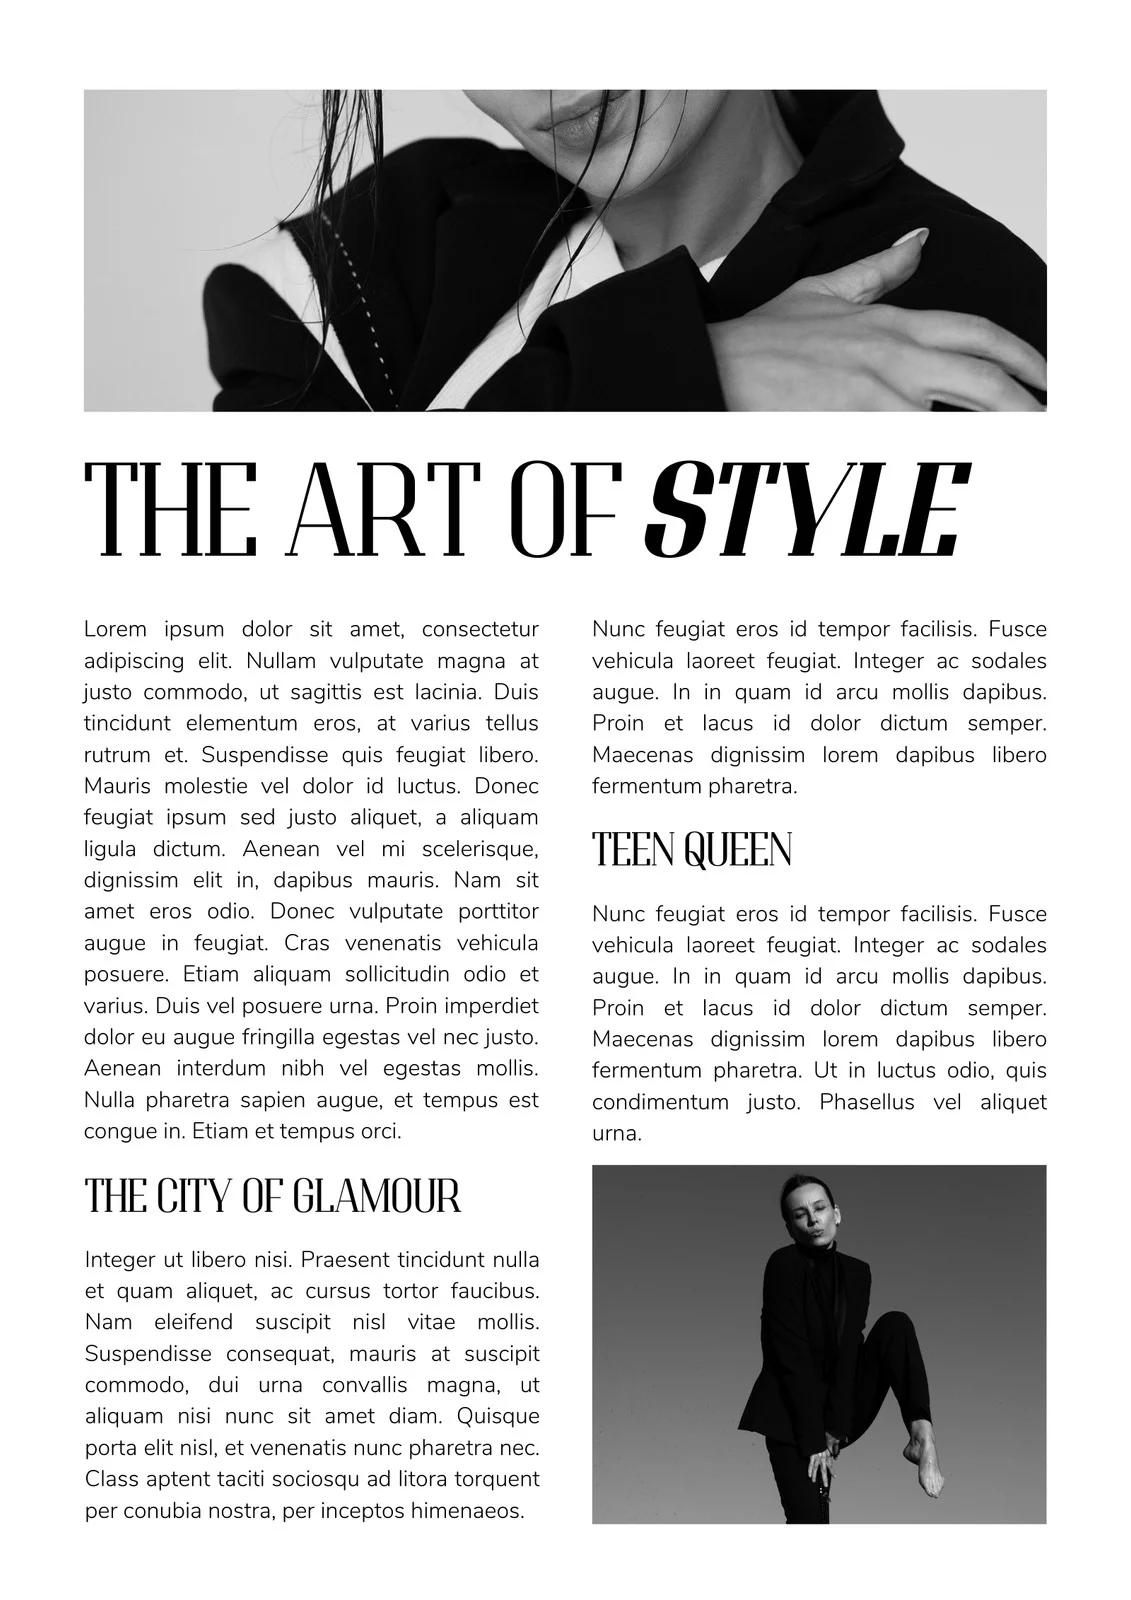 THE ART OF STYLE
Lorem ipsum dolor sit amet, consectetur
adipiscing elit. Nullam vulputate magna at
justo commodo, ut sagittis est lacinia. Duis
tincidunt elementum eros, at varius tellus
rutrum et. Suspendisse quis feugiat libero.
Mauris molestie vel dolor id luctus. Donec
feugiat ipsum sed justo aliquet, a aliquam
ligula dictum. Aenean vel mi scelerisque,
dignissim elit in, dapibus mauris. Nam sit
amet eros odio. Donec vulputate porttitor
augue in feugiat. Cras venenatis vehicula
posuere. Etiam aliquam sollicitudin odio et
varius. Duis vel posuere urna. Proin imperdiet
dolor eu augue fringilla egestas vel nec justo.
Aenean interdum nibh vel egestas mollis.
Nulla pharetra sapien augue, et tempus est
congue in. Etiam et tempus orci.
THE CITY OF GLAMOUR
Integer ut libero nisi. Praesent tincidunt nulla
et quam aliquet, ac cursus tortor faucibus.
Nam eleifend suscipit nisl vitae mollis.
Suspendisse consequat, mauris at suscipit
commodo, dui urna convallis magna, ut
aliquam nisi nunc sit amet diam. Quisque
porta elit nisl, et venenatis nunc pharetra nec.
Class aptent taciti sociosqu ad litora torquent
per conubia nostra, per inceptos himenaeos.
Nunc feugiat eros id tempor facilisis. Fusce
vehicula laoreet feugiat. Integer ac sodales
augue. In in quam id arcu mollis dapibus.
Proin et lacus id dolor dictum semper.
Maecenas dignissim lorem dapibus libero
fermentum pharetra.
TEEN QUEEN
Nunc feugiat eros id tempor facilisis. Fusce
vehicula laoreet feugiat. Integer ac sodales
augue. In in quam id arcu mollis dapibus.
Proin et lacus id dolor dictum semper.
Maecenas dignissim lorem dapibus libero
fermentum pharetra. Ut in luctus odio, quis
condimentum justo. Phasellus vel aliquet
urna.